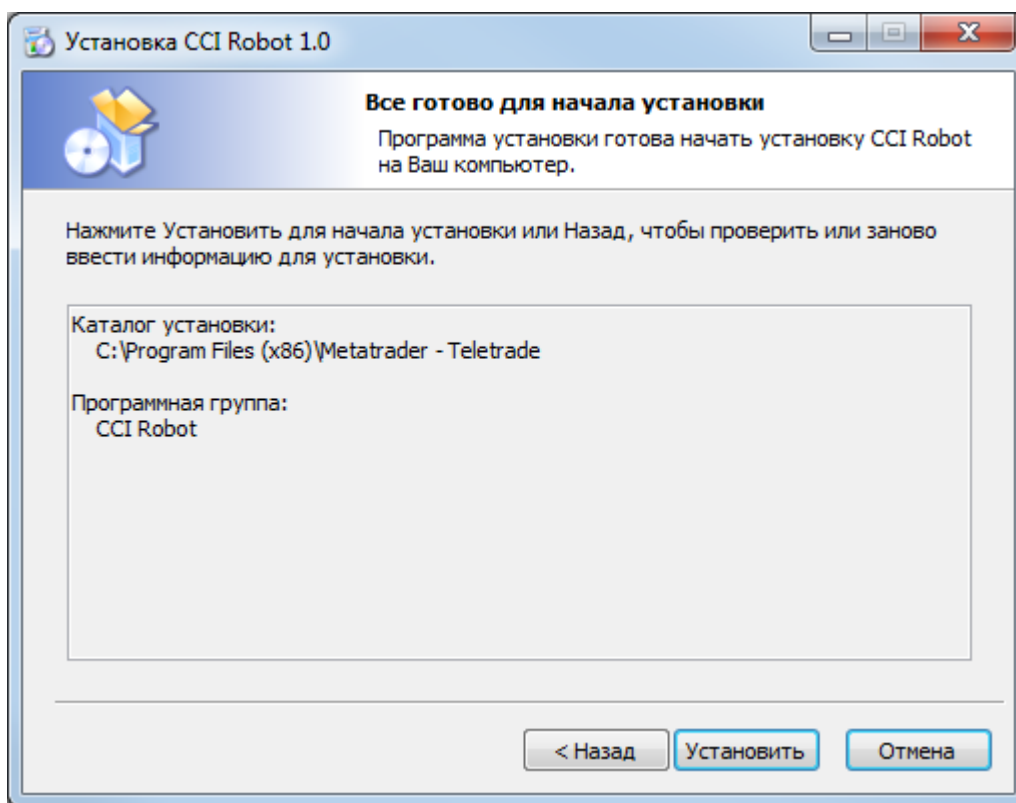 Установка CCI Robot 1.0
Все готово для начала установки
Программа установки готова начать установку CCI Robot
на Ваш компьютер.
Нажмите Установить для начала установки или Назад, чтобы проверить или заново
ввести информацию для установки.
Каталог установки:
C:\Program Files (x86)\Metatrader - Teletrade
Программная группа:
CCI Robot
< Назад
Установить
Отмена